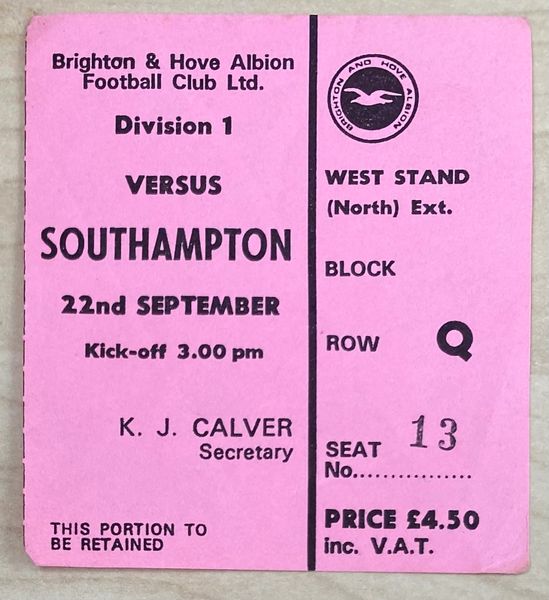 Brighton & Hove Albion
Football Club Ltd.
Division 1
VERSUS
SOUTHAMPTON
22nd SEPTEMBER
Kick-off 3.00 pm
K. J. CALVER
Secretary
THIS PORTION TO
BE RETAINED
BRIGHTON AND HOVE ALBION
WEST STAND
(North) Ext.
BLOCK
ROW Q
SEAT 13
No................
PRICE £4.50
inc. V.A.T.